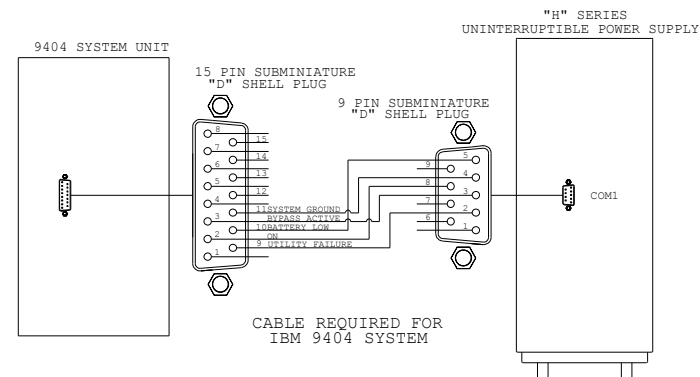 "H" SERIES
UNINTERRUPTIBLE POWER SUPPLY
9404 SYSTEM UNIT
15 PIN SUBMINIATURE
"D" SHELL PLUG
9 PIN SUBMINIATURE
"D" SHELL PLUG
8
15
7
14
6
13
5
12
4
11 SYSTEM GROUND
3
BYPASS ACTIVE
10 BATTERY LOW
2
ON
9 UTILITY FAILURE
1
5
9
4
8
3
7
2
6
1
COM1
CABLE REQUIRED FOR
IBM 9404 SYSTEM